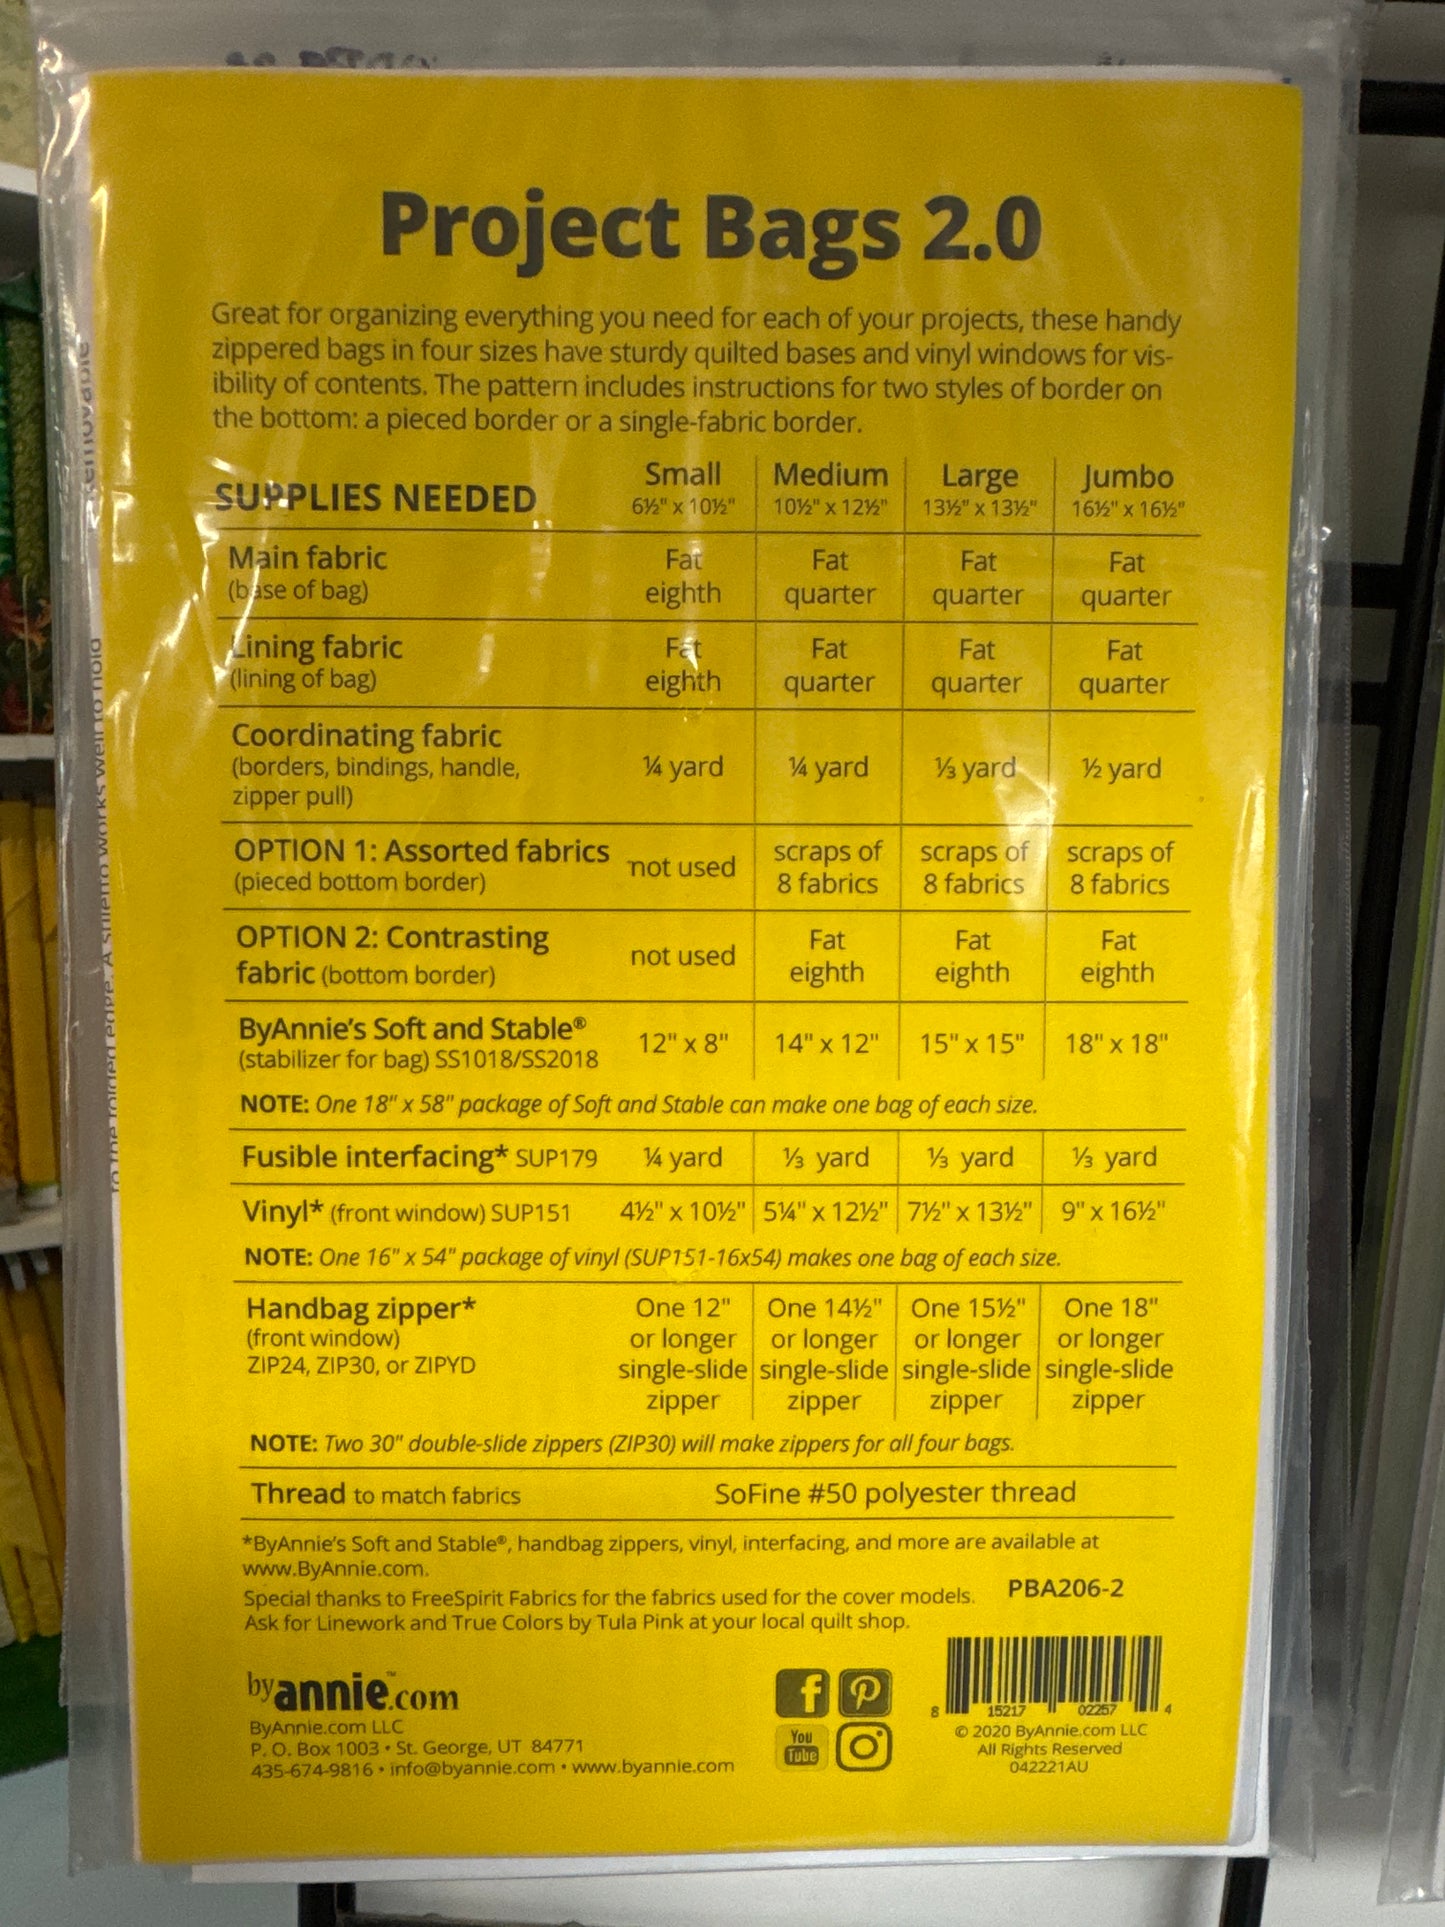 Project Bags 2.0
Great for organizing everything you need for each of your projects, these handy
zippered bags in four sizes have sturdy quilted bases and vinyl windows for vis-
ibility of contents. The pattern includes instructions for two styles of border on
the bottom: a pieced border or a single-fabric border.
SUPPLIES NEEDED Small 6½" x 10½" Medium 10½" x 12½" Large 13½" x 13½" Jumbo 16½" x 16½"
Main fabric Fat Fat Fat Fat
(base of bag) eighth quarter quarter quarter
Lining fabric Fat Fat Fat Fat
(lining of bag) eighth quarter quarter quarter
Coordinating fabric
(borders, bindings, handle, ¼ yard ¼ yard ⅓ yard ½ yard
zipper pull)
OPTION 1: Assorted fabrics not used scraps of scraps of scraps of
(pieced bottom border) 8 fabrics 8 fabrics 8 fabrics
OPTION 2: Contrasting not used Fat Fat Fat
fabric (bottom border) eighth eighth eighth
ByAnnie's Soft and Stable® 12" x 8" 14" x 12" 15" x 15" 18" x 18"
(stabilizer for bag) SS1018/SS2018
NOTE: One 18" x 58" package of Soft and Stable can make one bag of each size.
Fusible interfacing* SUP179 ¼ yard ⅓ yard ⅓ yard ⅓ yard
Vinyl* (front window) SUP151 4½" x 10½" 5¼" x 12½" 7½" x 13½" 9" x 16½"
NOTE: One 16" x 54" package of vinyl (SUP151-16x54) makes one bag of each size.
Handbag zipper* One 12" One 14½" One 15½" One 18"
(front window) or longer or longer or longer or longer
ZIP24, ZIP30, or ZIPYD single-slide single-slide single-slide single-slide
zipper zipper zipper zipper
NOTE: Two 30" double-slide zippers (ZIP30) will make zippers for all four bags.
Thread to match fabrics SoFine #50 polyester thread
*ByAnnie's Soft and Stable®, handbag zippers, vinyl, interfacing, and more are available at
www.ByAnnie.com.
Special thanks to FreeSpirit Fabrics for the fabrics used for the cover models.
Ask for Linework and True Colors by Tula Pink at your local quilt shop.
PBA206-2
by annie.com™
ByAnnie.com LLC
P. O. Box 1003 • St. George, UT 84771
435-674-9816 • info@byannie.com • www.byannie.com
You
Tube
8 15217 02257 4
© 2020 ByAnnie.com LLC
All Rights Reserved
042221AU